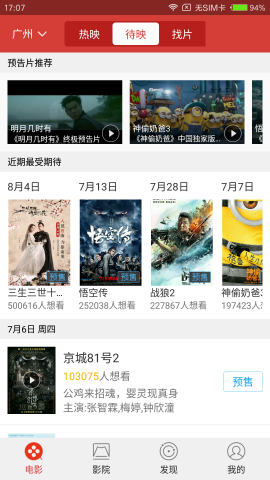 17:07
无SIM卡
94%
广州
热映
待映
找片
预告片推荐
明月几时有
《明月几时有》终极预告片
神偷奶爸3
《神偷奶爸》中国独家版...
近期最受期待
8月4日
7月13日
7月28日
7月7日
悟空传
预售
预售
预售
三生三世十...
悟空传
战狼2
神偷奶爸3
500616人想看
252038人想看
227867人想看
197423人想
7月6日 周四
京城81号2
103075人想看
公鸡来招魂，婴灵现真身
主演:张智霖,梅婷,钟欣潼
预售
电影
影院
发现
我的